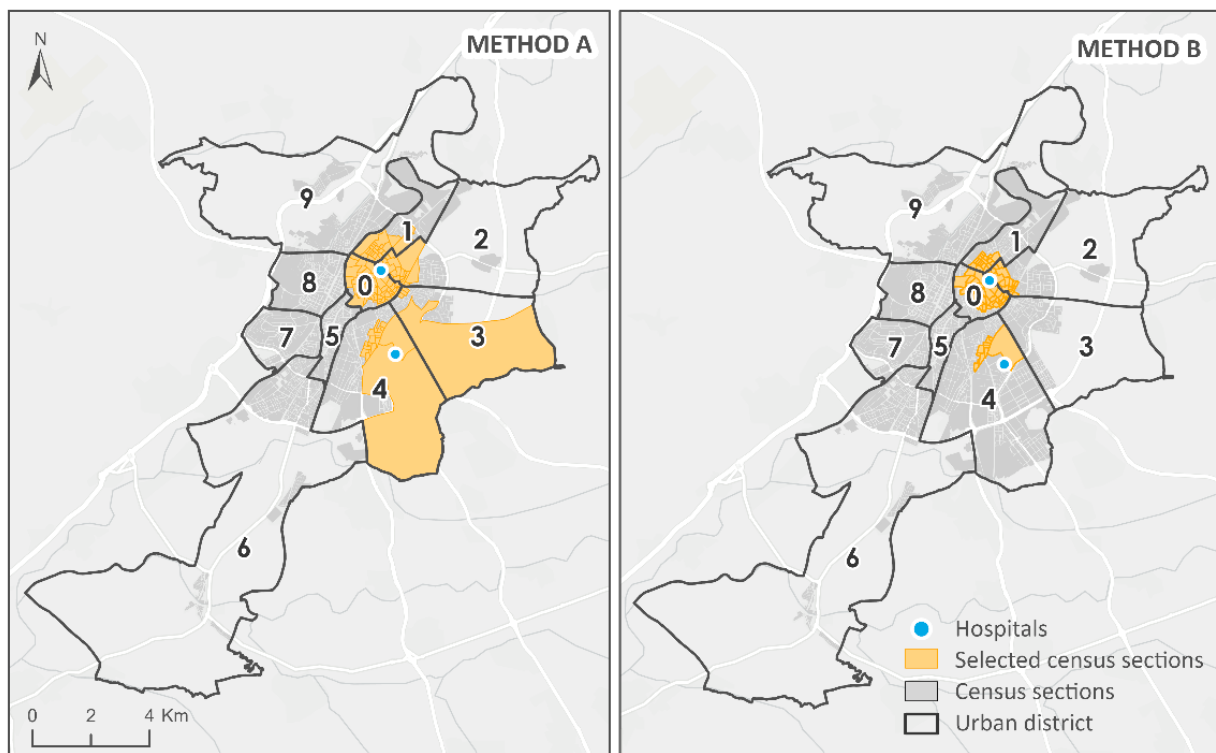 METHOD A
N
9
1
2
0
8
3
7
5
4
6
0 2 4 Km
METHOD B
9
1
2
0
8
3
7
5
4
6
Hospitals
Selected census sections
Census sections
Urban district